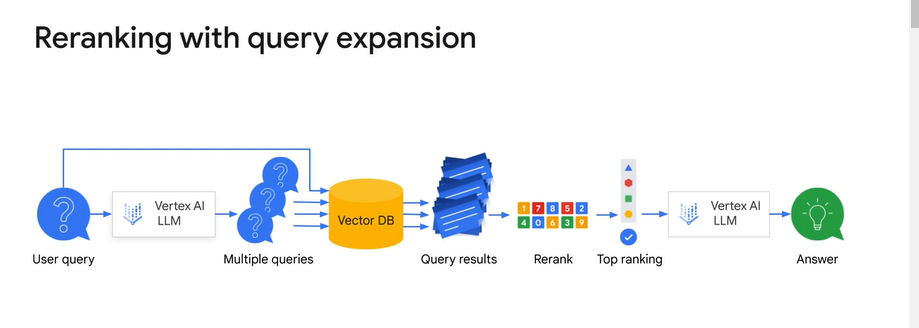 Reranking with query expansion
?
Vertex AI
LLM
?
?
?
Vector DB
1 7 8 5 2
4 0 6 3 9
Vertex AI
LLM
User query
Multiple queries
Query results
Rerank
Top ranking
Answer